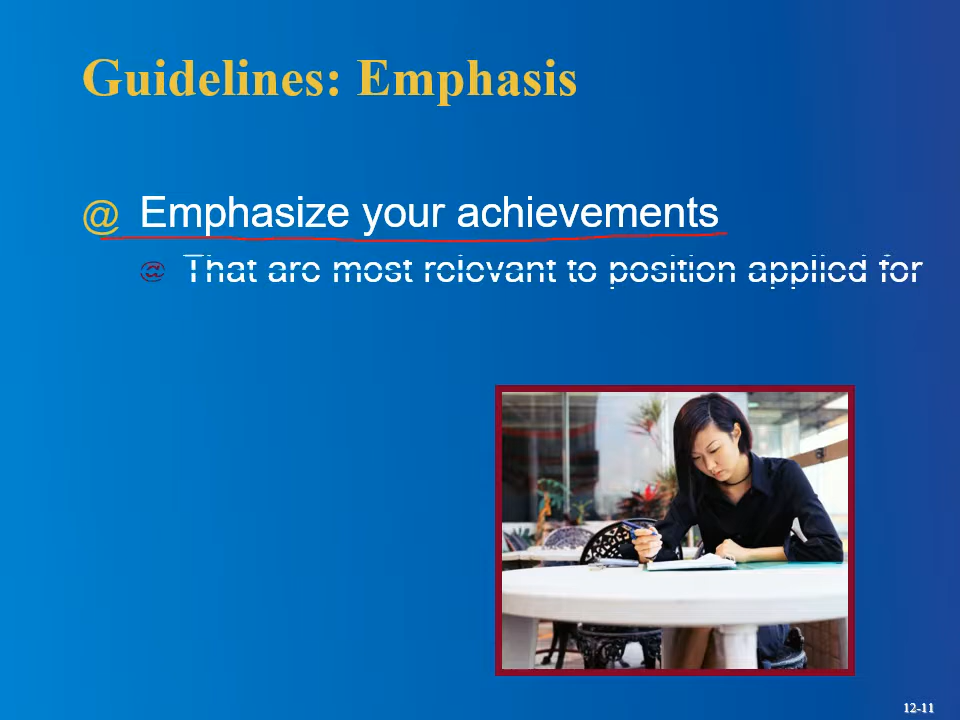 Guidelines: Emphasis
@ Emphasize your achievements
@ That are most relevant to position applied for
12-11